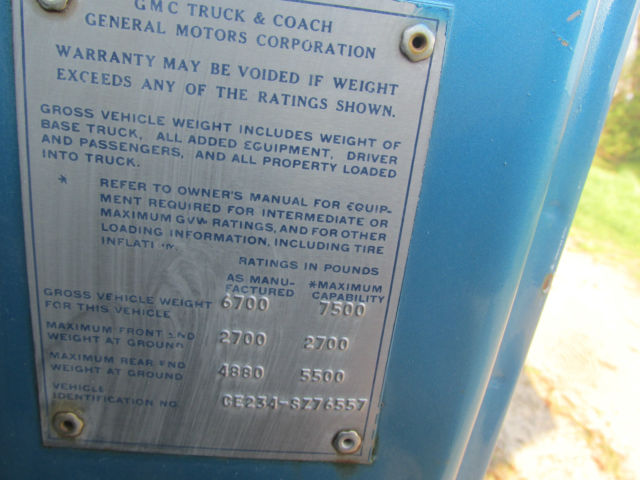 GMC TRUCK & COACH
GENERAL MOTORS CORPORATION
WARRANTY MAY BE VOIDED IF WEIGHT
EXCEEDS ANY OF THE RATINGS SHOWN.
GROSS VEHICLE WEIGHT INCLUDES WEIGHT OF
BASE TRUCK, ALL ADDED EQUIPMENT, DRIVER
AND PASSENGERS, AND ALL PROPERTY LOADED
INTO TRUCK.
* REFER TO OWNER'S MANUAL FOR EQUIP-
MENT REQUIRED FOR INTERMEDIATE OR
MAXIMUM GVW RATINGS, AND FOR OTHER
LOADING INFORMATION, INCLUDING TIRE
INFLATION.
RATINGS IN POUNDS
AS MANU- *MAXIMUM
FACTURED CAPABILITY
GROSS VEHICLE WEIGHT 6700 7500
FOR THIS VEHICLE
MAXIMUM FRONT END 2700 2700
WEIGHT AT GROUND
MAXIMUM REAR END 4880 5500
WEIGHT AT GROUND
VEHICLE
IDENTIFICATION NO CE234-SZ76557